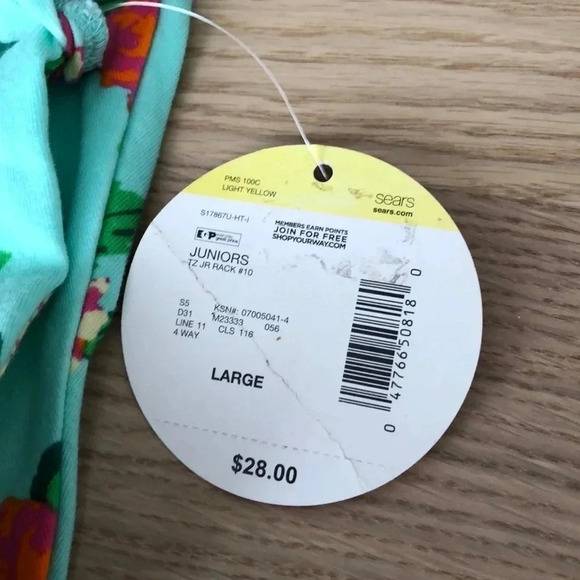 PMS 100C
LIGHT YELLOW
sears
sears.com
S17867U-HT-I
MEMBERS EARN POINTS
JOIN FOR FREE
SHOPYOURWAY.COM
JUNIORS
TZ JR RACK #10
S5 KSN#: 07005041-4
D31 M23333 056
LINE 11 CLS 116
4 WAY
LARGE
0 47766 50818 0
$28.00